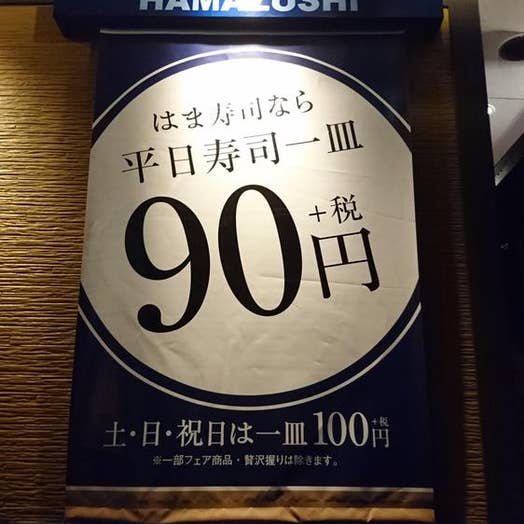 HAMAZUSHI
はま寿司なら
平日寿司一皿
90円+税
土・日・祝日は一皿100円+税
※一部フェア商品・贅沢握りは除きます。